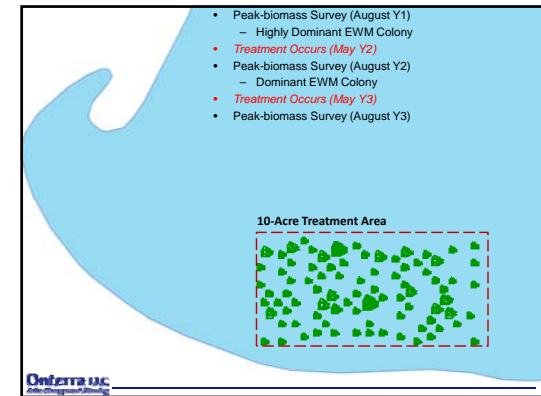 • Peak-biomass Survey (August Y1)
– Highly Dominant EWM Colony
• Treatment Occurs (May Y2)
• Peak-biomass Survey (August Y2)
– Dominant EWM Colony
• Treatment Occurs (May Y3)
• Peak-biomass Survey (August Y3)
10-Acre Treatment Area
Onterra LLC